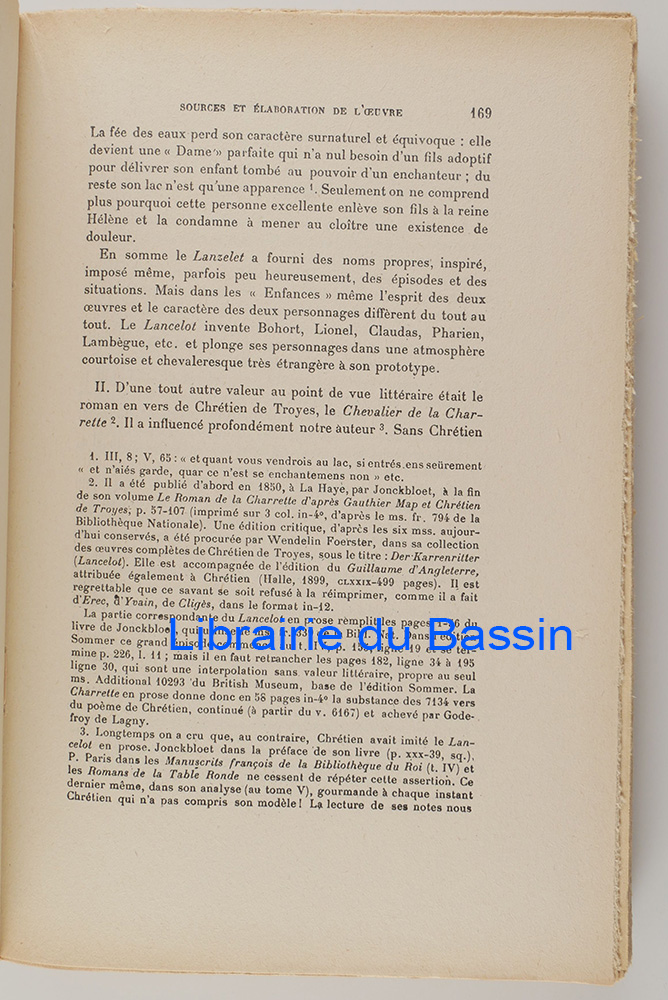 SOURCES ET ÉLABORATION DE L'ŒUVRE 169
La fée des eaux perd son caractère surnaturel et équivoque : elle
devient une « Dame » parfaite qui n'a nul besoin d'un fils adoptif
pour délivrer son enfant tombé au pouvoir d'un enchanteur ; du
reste son lac n'est qu'une apparence 1. Seulement on ne comprend
plus pourquoi cette personne excellente enlève son fils à la reine
Hélène et la condamne à mener au cloître une existence de
douleur.
En somme le Lanzelet a fourni des noms propres, inspiré,
imposé même, parfois peu heureusement, des épisodes et des
situations. Mais dans les « Enfances » même l'esprit des deux
œuvres et le caractère des deux personnages diffèrent du tout au
tout. Le Lancelot invente Bohort, Lionel, Claudas, Pharien,
Lambègue, etc. et plonge ses personnages dans une atmosphère
courtoise et chevaleresque très étrangère à son prototype.
II. D'une tout autre valeur au point de vue littéraire était le
roman en vers de Chrétien de Troyes, le Chevalier de la Char-
rette 2. Il a influencé profondément notre auteur 3. Sans Chrétien
1. III, 8 ; V, 65 : « et quant vous vendrois au lac, si entrés ens seürement
« et n'aiés garde, quar ce n'est se enchantemens non » etc.
2. Il a été publié d'abord en 1850, à La Haye, par Jonckbloet, à la fin
de son volume Le Roman de la Charrette d'après Gauthier Map et Chrétien
de Troyes, p. 57-107 (imprimé sur 3 col. in-4°, d'après le ms. fr. 794 de la
Bibliothèque Nationale). Une édition critique, d'après les six mss. aujour-
d'hui conservés, a été procurée par Wendelin Foerster, dans sa collection
des œuvres complètes de Chrétien de Troyes, sous le titre : Der Karrenritter
(Lancelot). Elle est accompagnée de l'édition du Guillaume d'Angleterre,
attribuée également à Chrétien (Halle, 1899, CLXXIX-499 pages). Il est
regrettable que ce savant se soit refusé à la réimprimer, comme il a fait
d'Erec, d'Yvain, de Cligès, dans le format in-12.
La partie correspondante du Lancelot en prose remplit les pages du
livre de Jonckbloet
Librairie du Bassin
Sommer ce grand épisode commence au t. p. ligne 19 et se ter-
mine p. 226, l. 11 ; mais il en faut retrancher les pages 182, ligne 34 à 195
ligne 30, qui sont une interpolation sans valeur littéraire, propre au seul
ms. Additional 10293 du British Museum, base de l'édition Sommer. La
Charrette en prose donne donc en 58 pages in-4° la substance des 7134 vers
du poème de Chrétien, continué (à partir du v. 6167) et achevé par Gode-
froy de Lagny.
3. Longtemps on a cru que, au contraire, Chrétien avait imité le Lan-
celot en prose. Jonckbloet dans la préface de son livre (p. xxx-39, sq.),
P. Paris dans les Manuscrits français de la Bibliothèque du Roi (t. IV) et
les Romans de la Table Ronde ne cessent de répéter cette assertion. Ce
dernier même, dans son analyse (au tome V), gourmande à chaque instant
Chrétien qui n'a pas compris son modèle! La lecture de ses notes nous